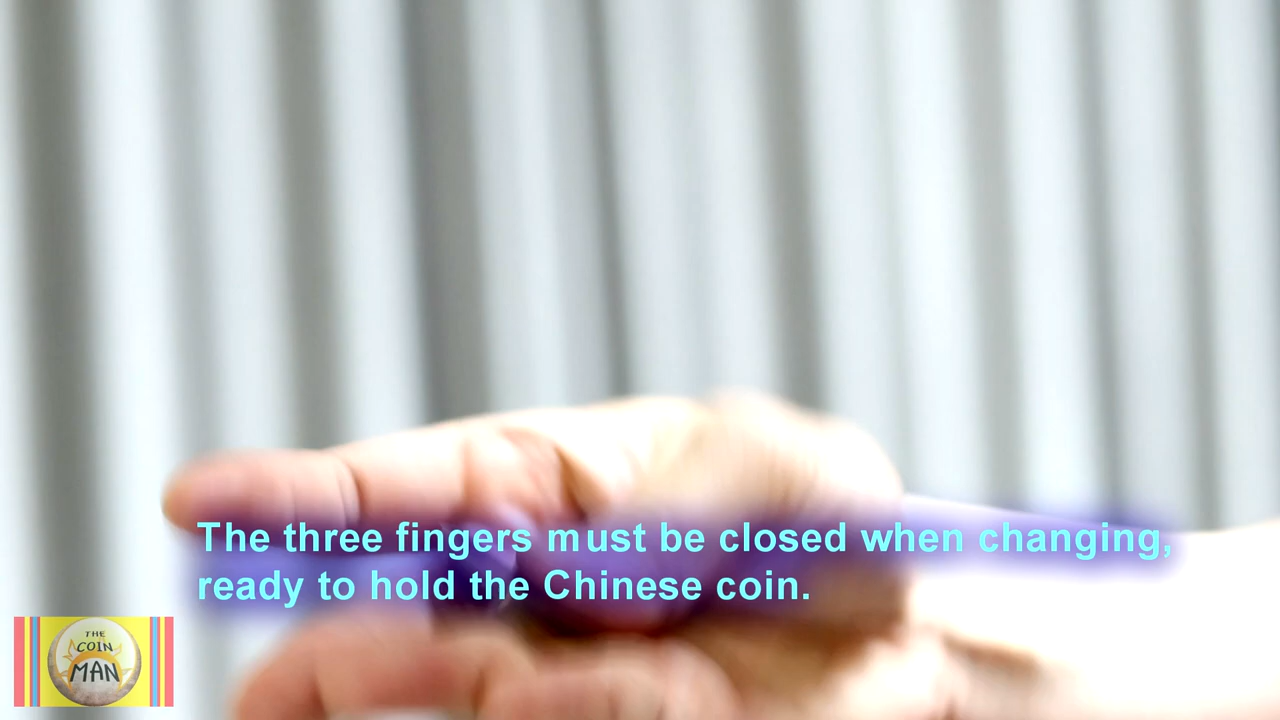 The three fingers must be closed when changing,
ready to hold the Chinese coin.
THE
COIN
MAN